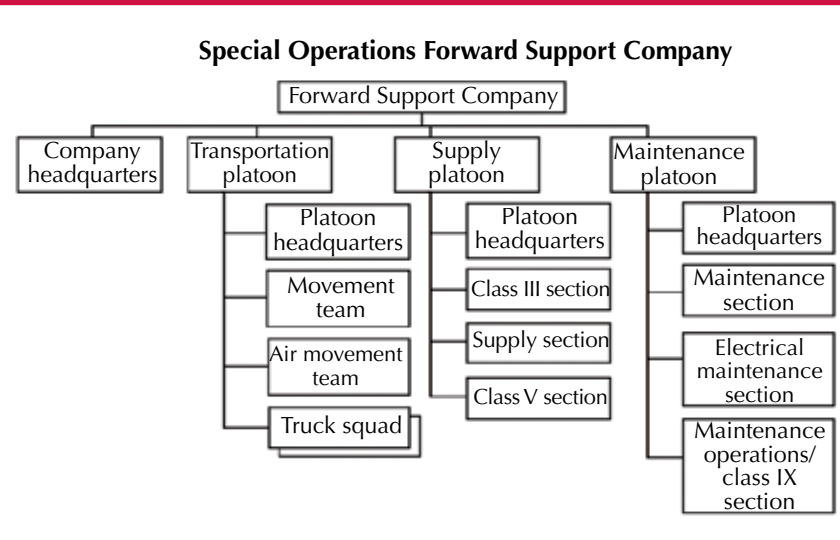 Special Operations Forward Support Company
Forward Support Company
Company
headquarters
Transportation
platoon
Supply
platoon
Maintenance
platoon
Platoon
headquarters
Movement
team
Air movement
team
Truck squad
Platoon
headquarters
Class III section
Supply section
Class V section
Platoon
headquarters
Maintenance
section
Electrical
maintenance
section
Maintenance
operations/
class IX
section